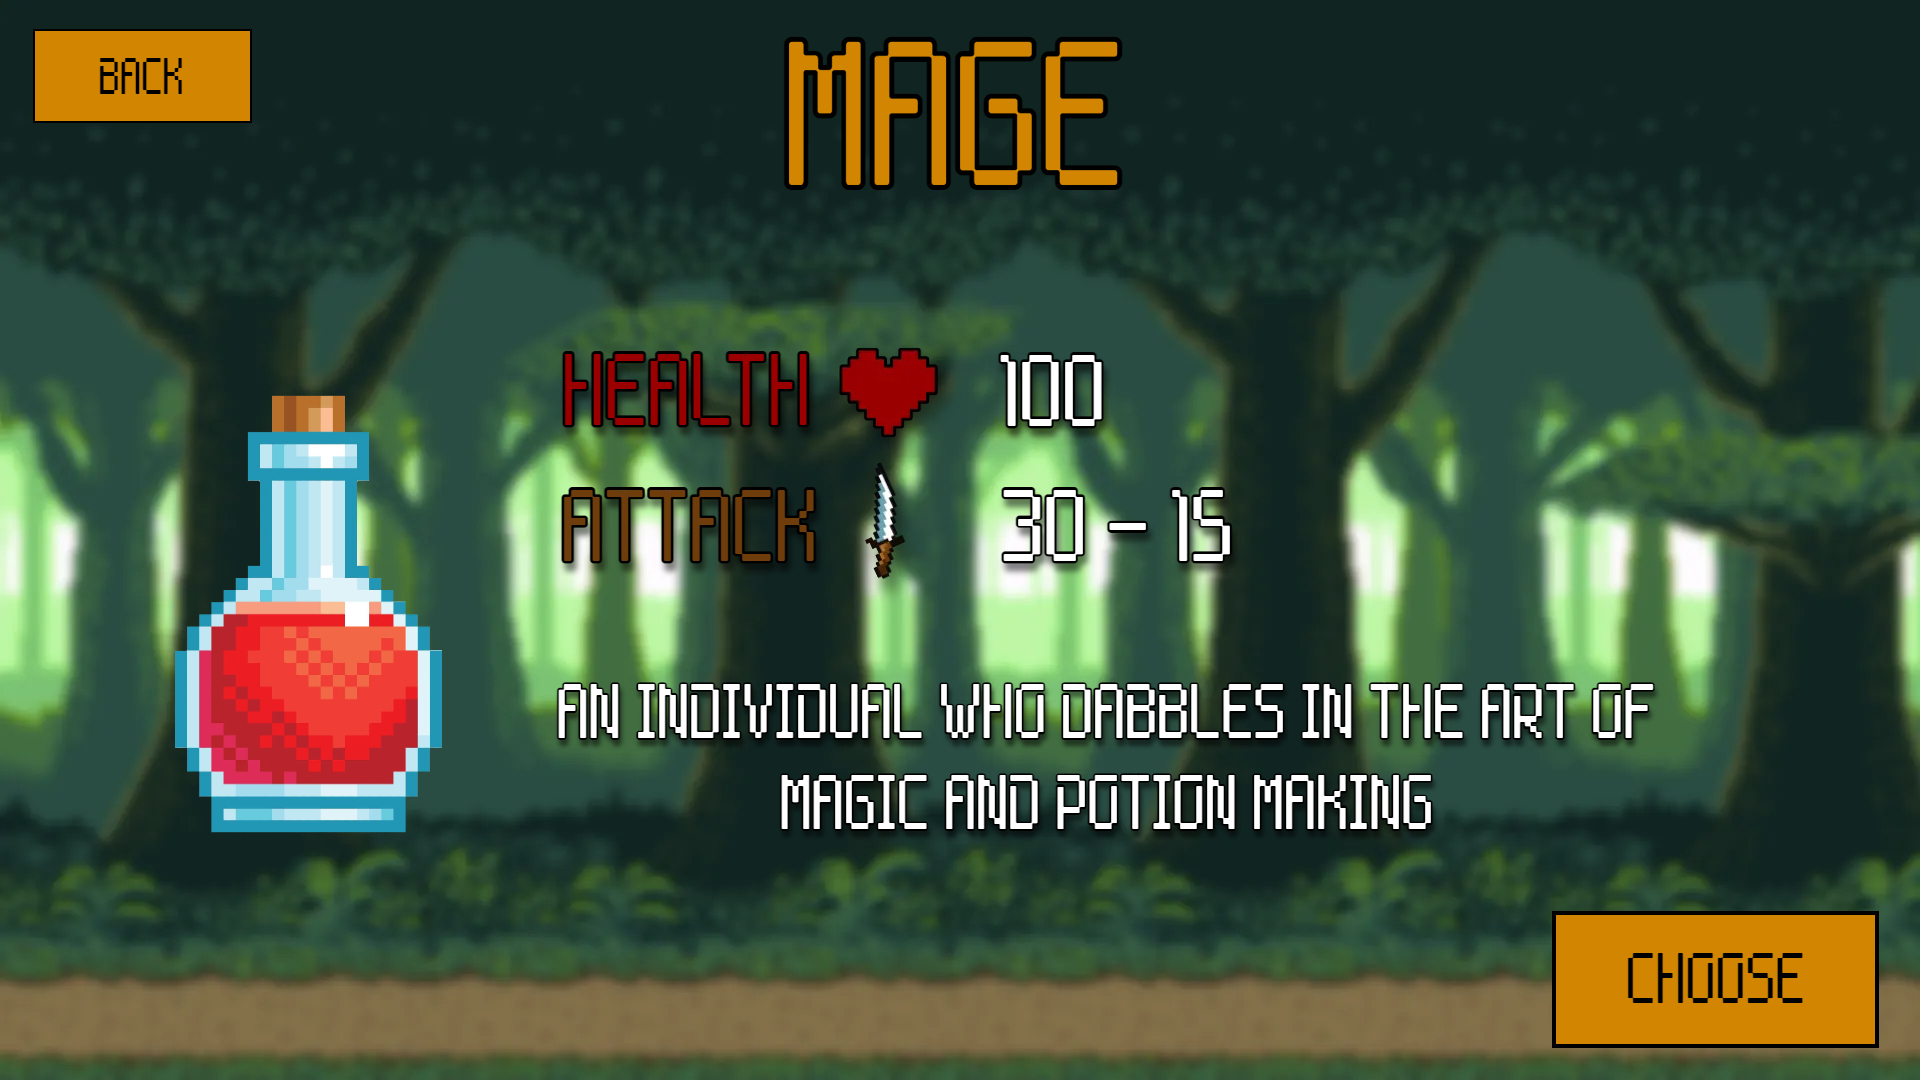 BACK
MAGE
HEALTH 100
ATTACK 30 - 15
AN INDIVIDUAL WHO DABBLES IN THE ART OF
MAGIC AND POTION MAKING
CHOOSE